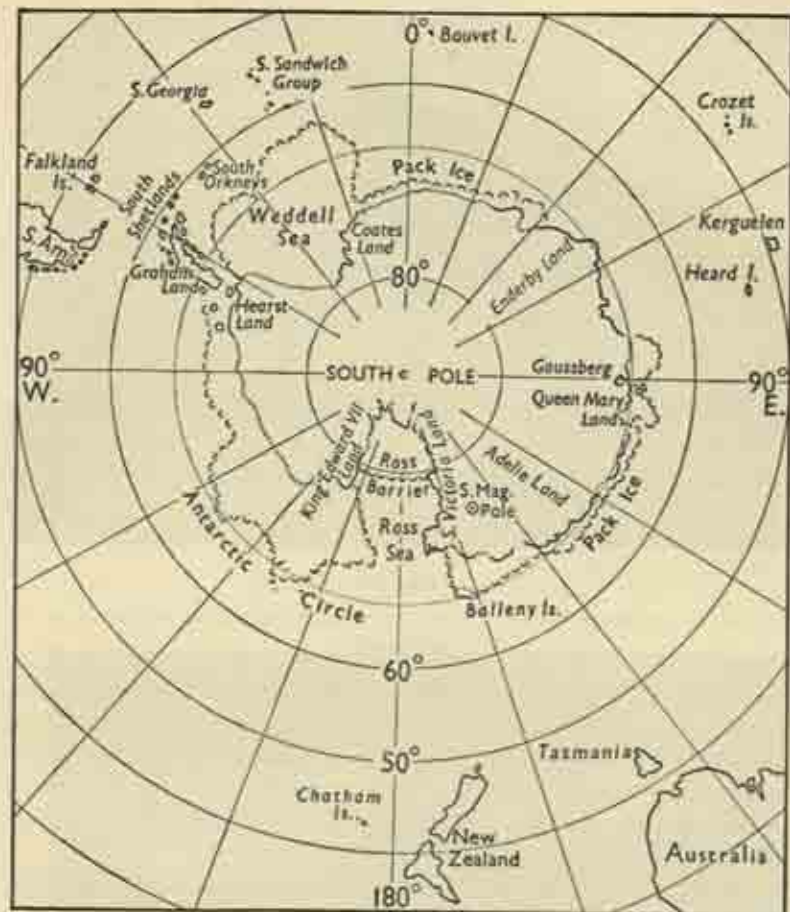 0° Bouvet I.
S. Sandwich
Group
S. Georgia
Crozet
Is.
Falkland
Is.
South
Orkneys
Pack Ice
South
Shetlands
Weddell
Sea
Coates
Land
S. Am.
Kerguelen
Enderby Land
Heard I.
Grahams
Land
80°
Hearst
Land
90°
W.
SOUTH POLE
Goussberg
90°
E.
Queen Mary
Land
King Edward VII
Land
S. Victoria Land
Ross
Barrier
Adelie Land
S. Mag.
Pole
Ross
Sea
Pack Ice
Antarctic
Circle
Balleny Is.
60°
50°
Tasmania
Chatham
Is.
New
Zealand
Australia
180°